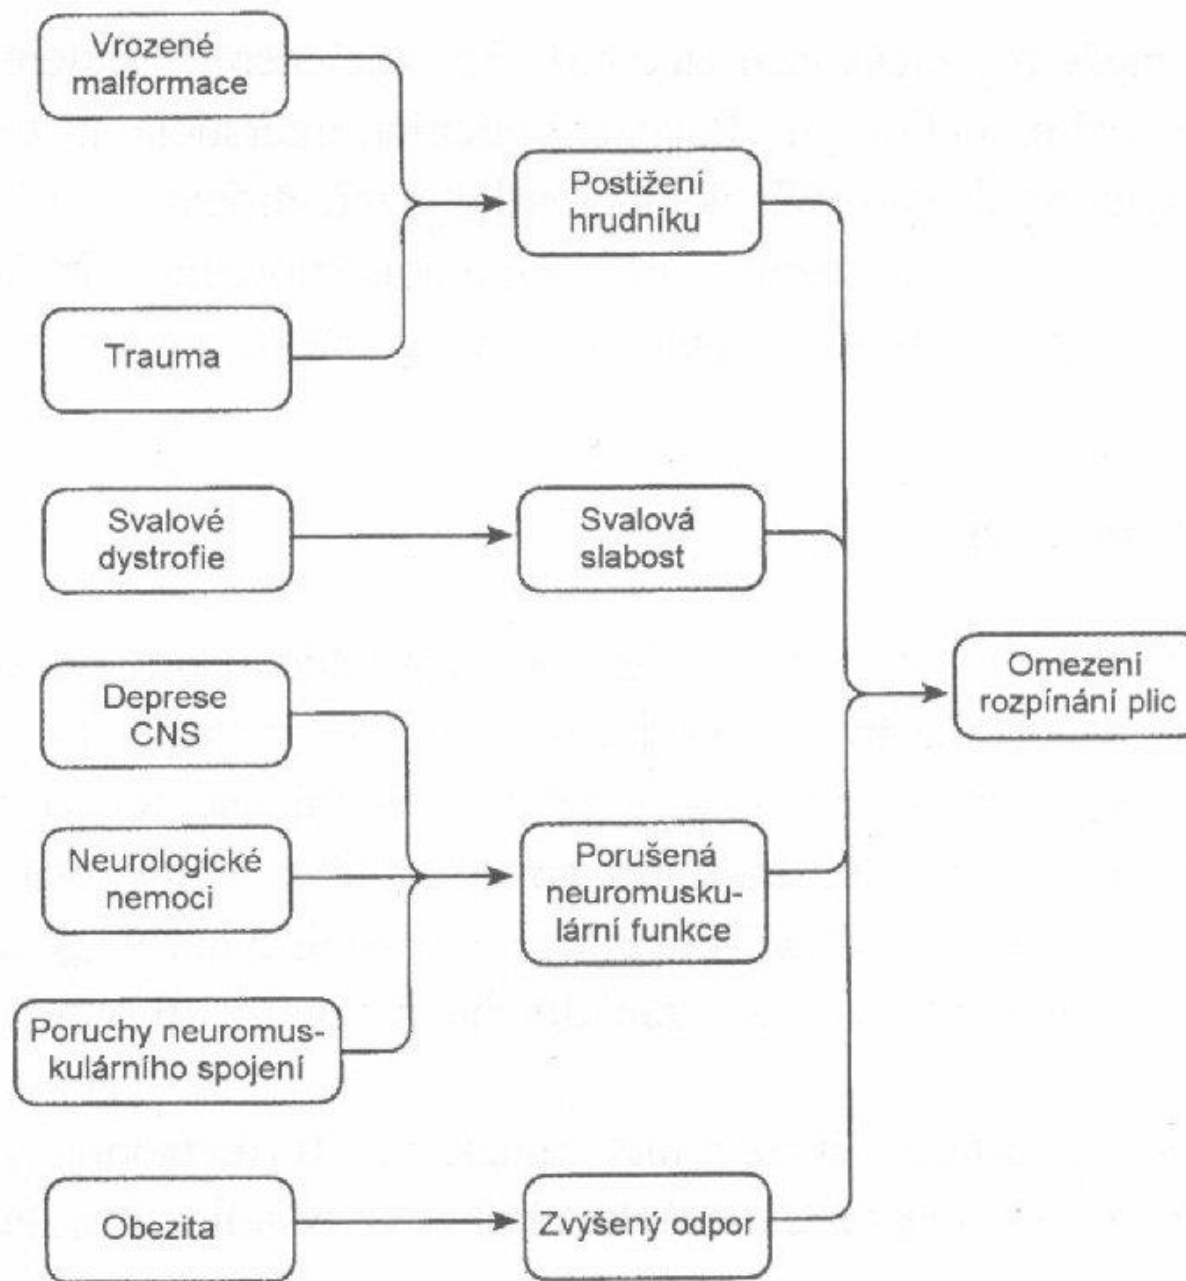 Vrozené
malformace
Trauma
Postižení
hrudníku
Svalové
dystrofie
Svalová
slabost
Deprese
CNS
Neurologické
nemoci
Poruchy neuromus-
kulárního spojení
Porušená
neuromusku-
lární funkce
Obezita
Zvýšený odpor
Omezení
rozpínání plic